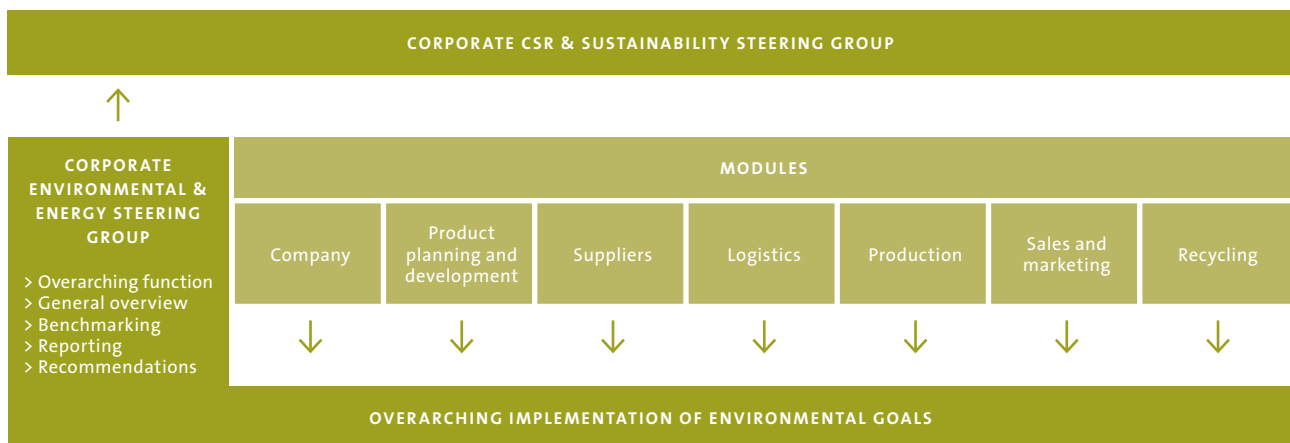 CORPORATE CSR & SUSTAINABILITY STEERING GROUP
CORPORATE
ENVIRONMENTAL &
ENERGY STEERING
GROUP
> Overarching function
> General overview
> Benchmarking
> Reporting
> Recommendations
MODULES
Company
Product
planning and
development
Suppliers
Logistics
Production
Sales and
marketing
Recycling
OVERARCHING IMPLEMENTATION OF ENVIRONMENTAL GOALS